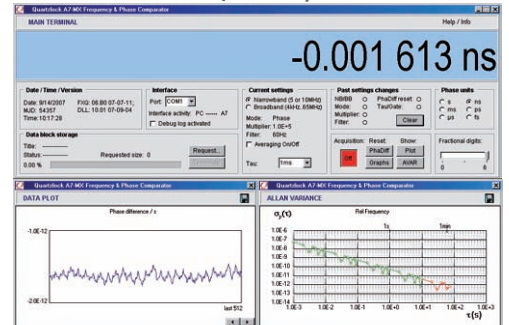 Quartzlock A7-MX Frequency & Phase Comparator
MAIN TERMINAL
Help / Info
-0.001 613 ns
Date / Time / Version
Date: 9/14/2007
FXG: 06.B0 07-07-11;
MJD: 54357
DLL: 10.01 07-09-04
Time: 10:17:28
Interface
Port: COM1
Interface activity: PC ----- A7
Debug log activated
Current settings
Narrowband (5 or 10MHz)
Broadband (4kHz..65MHz)
Mode: Phase
Multiplier: 1.0E+5
Filter: 60Hz
Averaging On/Off
Tau: 1ms
Past settings changes
NB/BB
PhaDiff reset:
Mode:
Tau/Gate:
Multiplier:
Filter:
Clear
Phase units
s
ns
ms
ps
µs
fs
Data block storage
Title:
Status:
Requested size: 0
0.00 %
Request...
Acquisition:
Reset:
Show:
Off
PhaDiff
Plot
Graphs
AVAR
Fractional digits:
0
6
Quartzlock A7-MX Frequency & Phase Comparator
DATA PLOT
Phase difference / s
-1.0E-12
-2.0E-12
last 512
Quartzlock A7-MX Frequency & Phase Comparator
ALLAN VARIANCE
σy(τ)
Rel Frequency
1s
1min
1.0E-6
1.0E-7
1.0E-8
1.0E-9
1.0E-10
1.0E-11
1.0E-12
1.0E-13
1.0E-14
1.0E-3
1.0E-2
1.0E-1
1.0E+0
1.0E+1
1.0E+2
1.0E+3
τ(s)